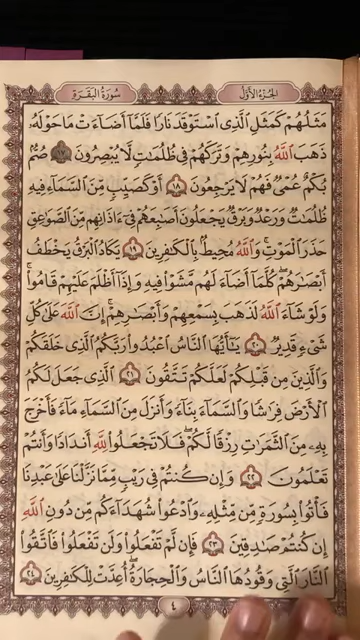 الجزء الأول
سورة البقرة
مَثَلُهُمْ كَمَثَلِ ٱلَّذِى ٱسْتَوْقَدَ نَارًا فَلَمَّآ أَضَآءَتْ مَا حَوْلَهُۥ
ذَهَبَ ٱللَّهُ بِنُورِهِمْ وَتَرَكَهُمْ فِى ظُلُمَٰتٍ لَّا يُبْصِرُونَ ١٧ صُمٌّۢ
بُكْمٌ عُمْىٌ فَهُمْ لَا يَرْجِعُونَ ١٨ أَوْ كَصَيِّبٍ مِّنَ ٱلسَّمَآءِ فِيهِ
ظُلُمَٰتٌ وَرَعْدٌ وَبَرْقٌ يَجْعَلُونَ أَصَٰبِعَهُمْ فِىٓ ءَاذَانِهِم مِّنَ ٱلصَّوَٰعِقِ
حَذَرَ ٱلْمَوْتِ ۚ وَٱللَّهُ مُحِيطٌۢ بِٱلْكَٰفِرِينَ ١٩ يَكَادُ ٱلْبَرْقُ يَخْطَفُ
أَبْصَٰرَهُمْ ۖ كُلَّمَآ أَضَآءَ لَهُم مَّشَوْا۟ فِيهِ وَإِذَآ أَظْلَمَ عَلَيْهِمْ قَامُوا۟ ۚ
وَلَوْ شَآءَ ٱللَّهُ لَذَهَبَ بِسَمْعِهِمْ وَأَبْصَٰرِهِمْ ۚ إِنَّ ٱللَّهَ عَلَىٰ كُلِّ
شَىْءٍ قَدِيرٌ ٢٠ يَٰٓأَيُّهَا ٱلنَّاسُ ٱعْبُدُوا۟ رَبَّكُمُ ٱلَّذِى خَلَقَكُمْ
وَٱلَّذِينَ مِن قَبْلِكُمْ لَعَلَّكُمْ تَتَّقُونَ ٢١ ٱلَّذِى جَعَلَ لَكُمُ
ٱلْأَرْضَ فِرَٰشًا وَٱلسَّمَآءَ بِنَآءً وَأَنزَلَ مِنَ ٱلسَّمَآءِ مَآءً فَأَخْرَجَ
بِهِۦ مِنَ ٱلثَّمَرَٰتِ رِزْقًا لَّكُمْ ۖ فَلَا تَجْعَلُوا۟ لِلَّهِ أَندَادًا وَأَنتُمْ
تَعْلَمُونَ ٢٢ وَإِن كُنتُمْ فِى رَيْبٍ مِّمَّا نَزَّلْنَا عَلَىٰ عَبْدِنَا
فَأْتُوا۟ بِسُورَةٍ مِّن مِّثْلِهِۦ وَٱدْعُوا۟ شُهَدَآءَكُم مِّن دُونِ ٱللَّهِ
إِن كُنتُمْ صَٰدِقِينَ ٢٣ فَإِن لَّمْ تَفْعَلُوا۟ وَلَن تَفْعَلُوا۟ فَٱتَّقُوا۟
ٱلنَّارَ ٱلَّتِى وَقُودُهَا ٱلنَّاسُ وَٱلْحِجَارَةُ ۖ أُعِدَّتْ لِلْكَٰفِرِينَ ٢٤
٤